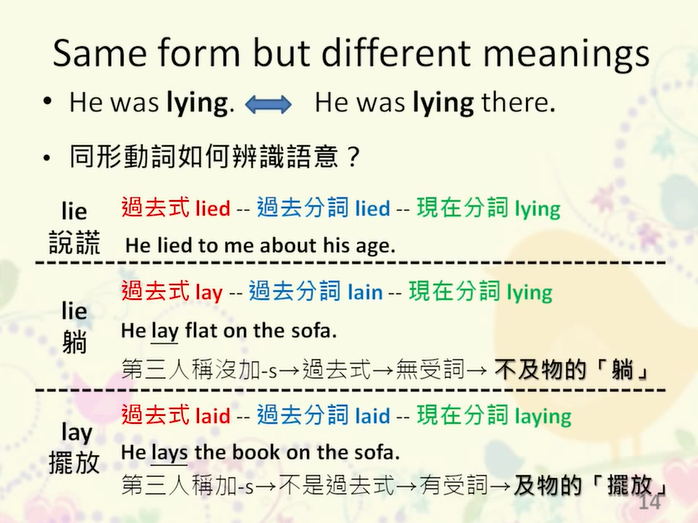 Same form but different meanings
• He was lying. He was lying there.
• 同形動詞如何辨識語意？
lie
說謊
過去式 lied -- 過去分詞 lied -- 現在分詞 lying
He lied to me about his age.
lie
躺
過去式 lay -- 過去分詞 lain -- 現在分詞 lying
He lay flat on the sofa.
第三人稱沒加-s→過去式→無受詞→ 不及物的「躺」
lay
擺放
過去式 laid -- 過去分詞 laid -- 現在分詞 laying
He lays the book on the sofa.
第三人稱加-s→不是過去式→有受詞→及物的「擺放」
14